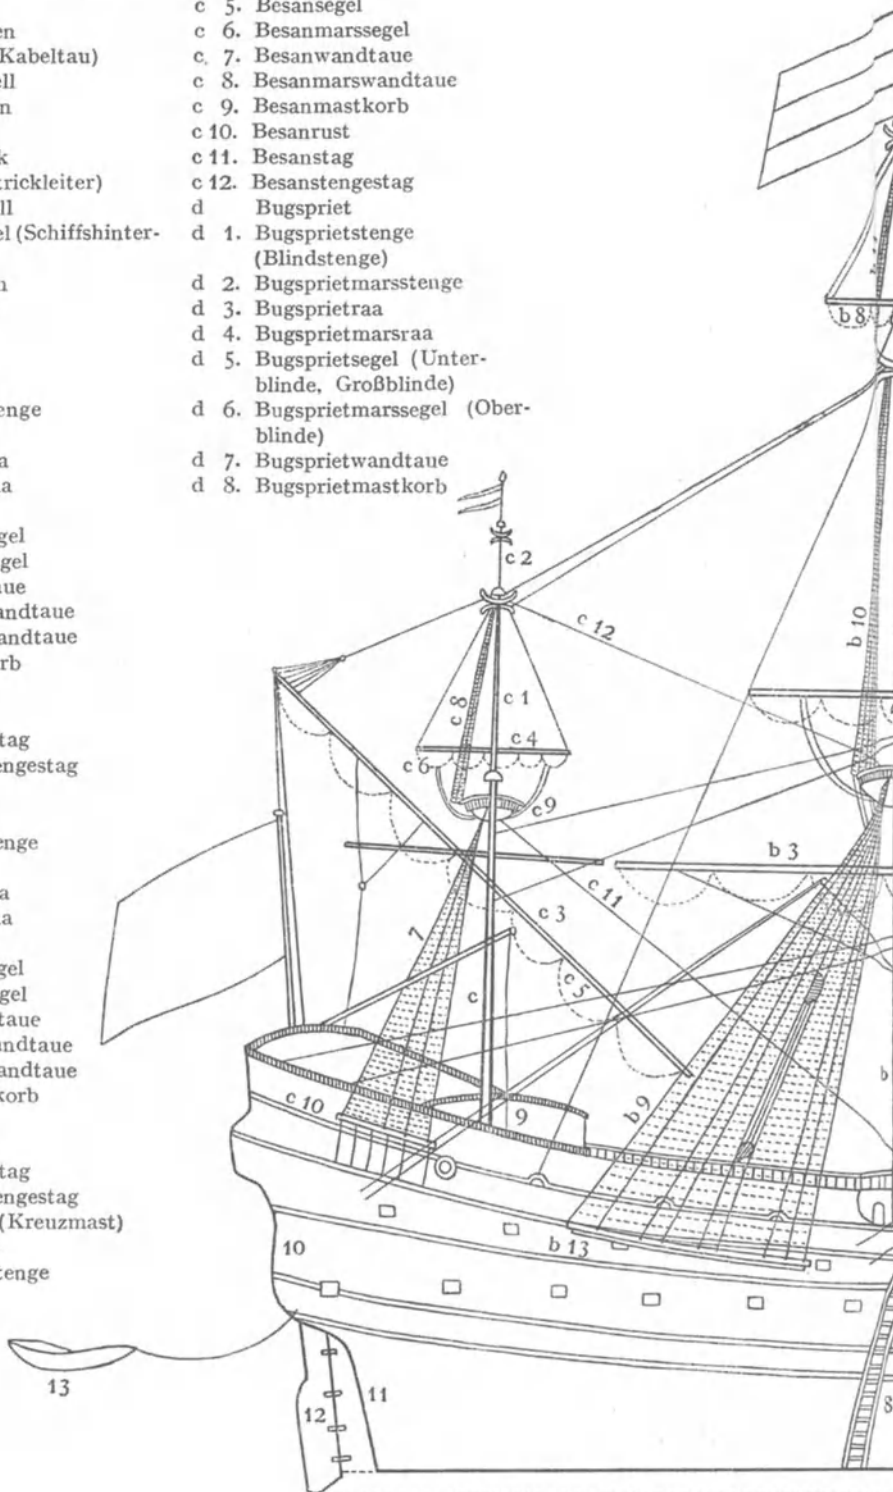 en
Kabeltau)
ell
n
k
trickleiter)
ll
el (Schiffshinter-
n
enge
a
a
gel
gel
aue
andtaue
andtaue
rb
tag
engestag
enge
a
a
gel
gel
taue
andtaue
andtaue
korb
tag
engestag
(Kreuzmast)
tenge
c 5. Besansegel
c 6. Besanmarssegel
c. 7. Besanwandtaue
c 8. Besanmarswandtaue
c 9. Besanmastkorb
c 10. Besanrust
c 11. Besanstag
c 12. Besanstengestag
d Bugspriet
d 1. Bugsprietstenge
(Blindstenge)
d 2. Bugsprietmarsstenge
d 3. Bugsprietraa
d 4. Bugsprietmarsraa
d 5. Bugsprietsegel (Unter-
blinde, Großblinde)
d 6. Bugsprietmarssegel (Ober-
blinde)
d 7. Bugsprietwandtaue
d 8. Bugsprietmastkorb
b 8
c 2
c 12
b 10
c 8
c 1
c 4
c 6
c 9
b 3
c 11
c 3
7
c 5
c
b
c 10
9
b 9
10
b 13
13
11
12
8